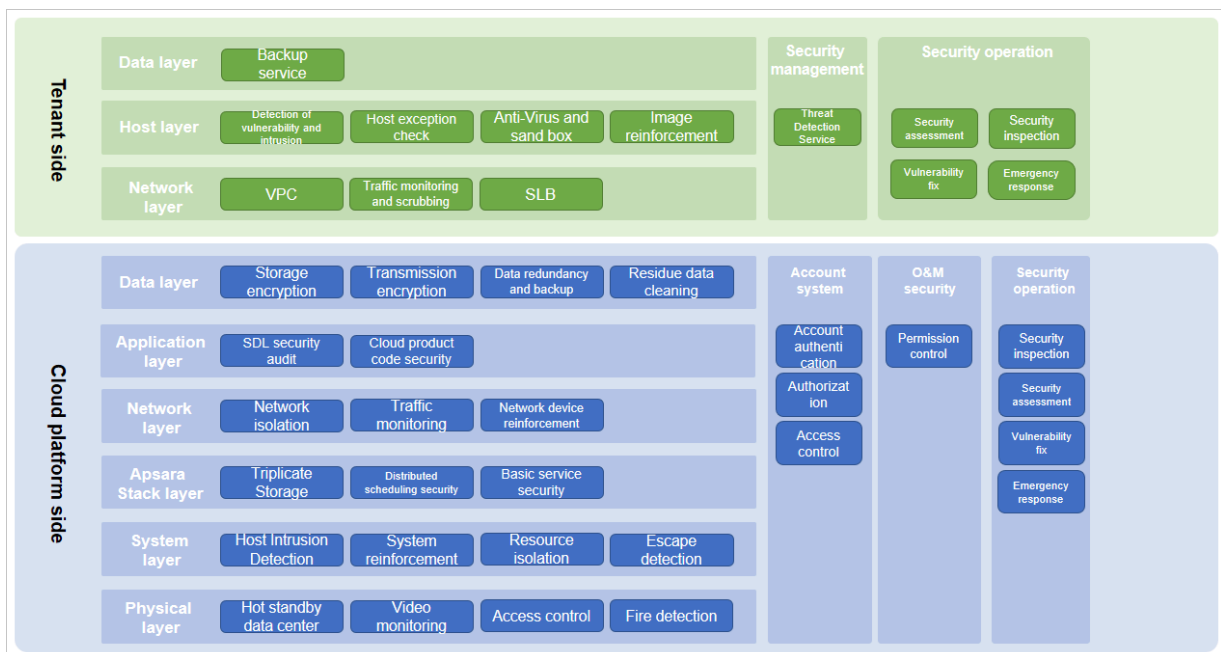 Tenant side
Data layer
Backup
service
Host layer
Detection of
vulnerability and
intrusion
Host exception
check
Anti-Virus and
sand box
Image
reinforcement
Network
layer
VPC
Traffic monitoring
and scrubbing
SLB
Security
management
Threat
Detection
Service
Security operation
Security
assessment
Security
inspection
Vulnerability
fix
Emergency
response
Cloud platform side
Data layer
Storage
encryption
Transmission
encryption
Data redundancy
and backup
Residue data
cleaning
Application
layer
SDL security
audit
Cloud product
code security
Network
layer
Network
isolation
Traffic
monitoring
Network device
reinforcement
Apsara
Stack layer
Triplicate
Storage
Distributed
scheduling security
Basic service
security
System
layer
Host Intrusion
Detection
System
reinforcement
Resource
isolation
Escape
detection
Physical
layer
Hot standby
data center
Video
monitoring
Access control
Fire detection
Account
system
Account
authenti
cation
Authorizat
ion
Access
control
O&M
security
Permission
control
Security
operation
Security
inspection
Security
assessment
Vulnerability
fix
Emergency
response